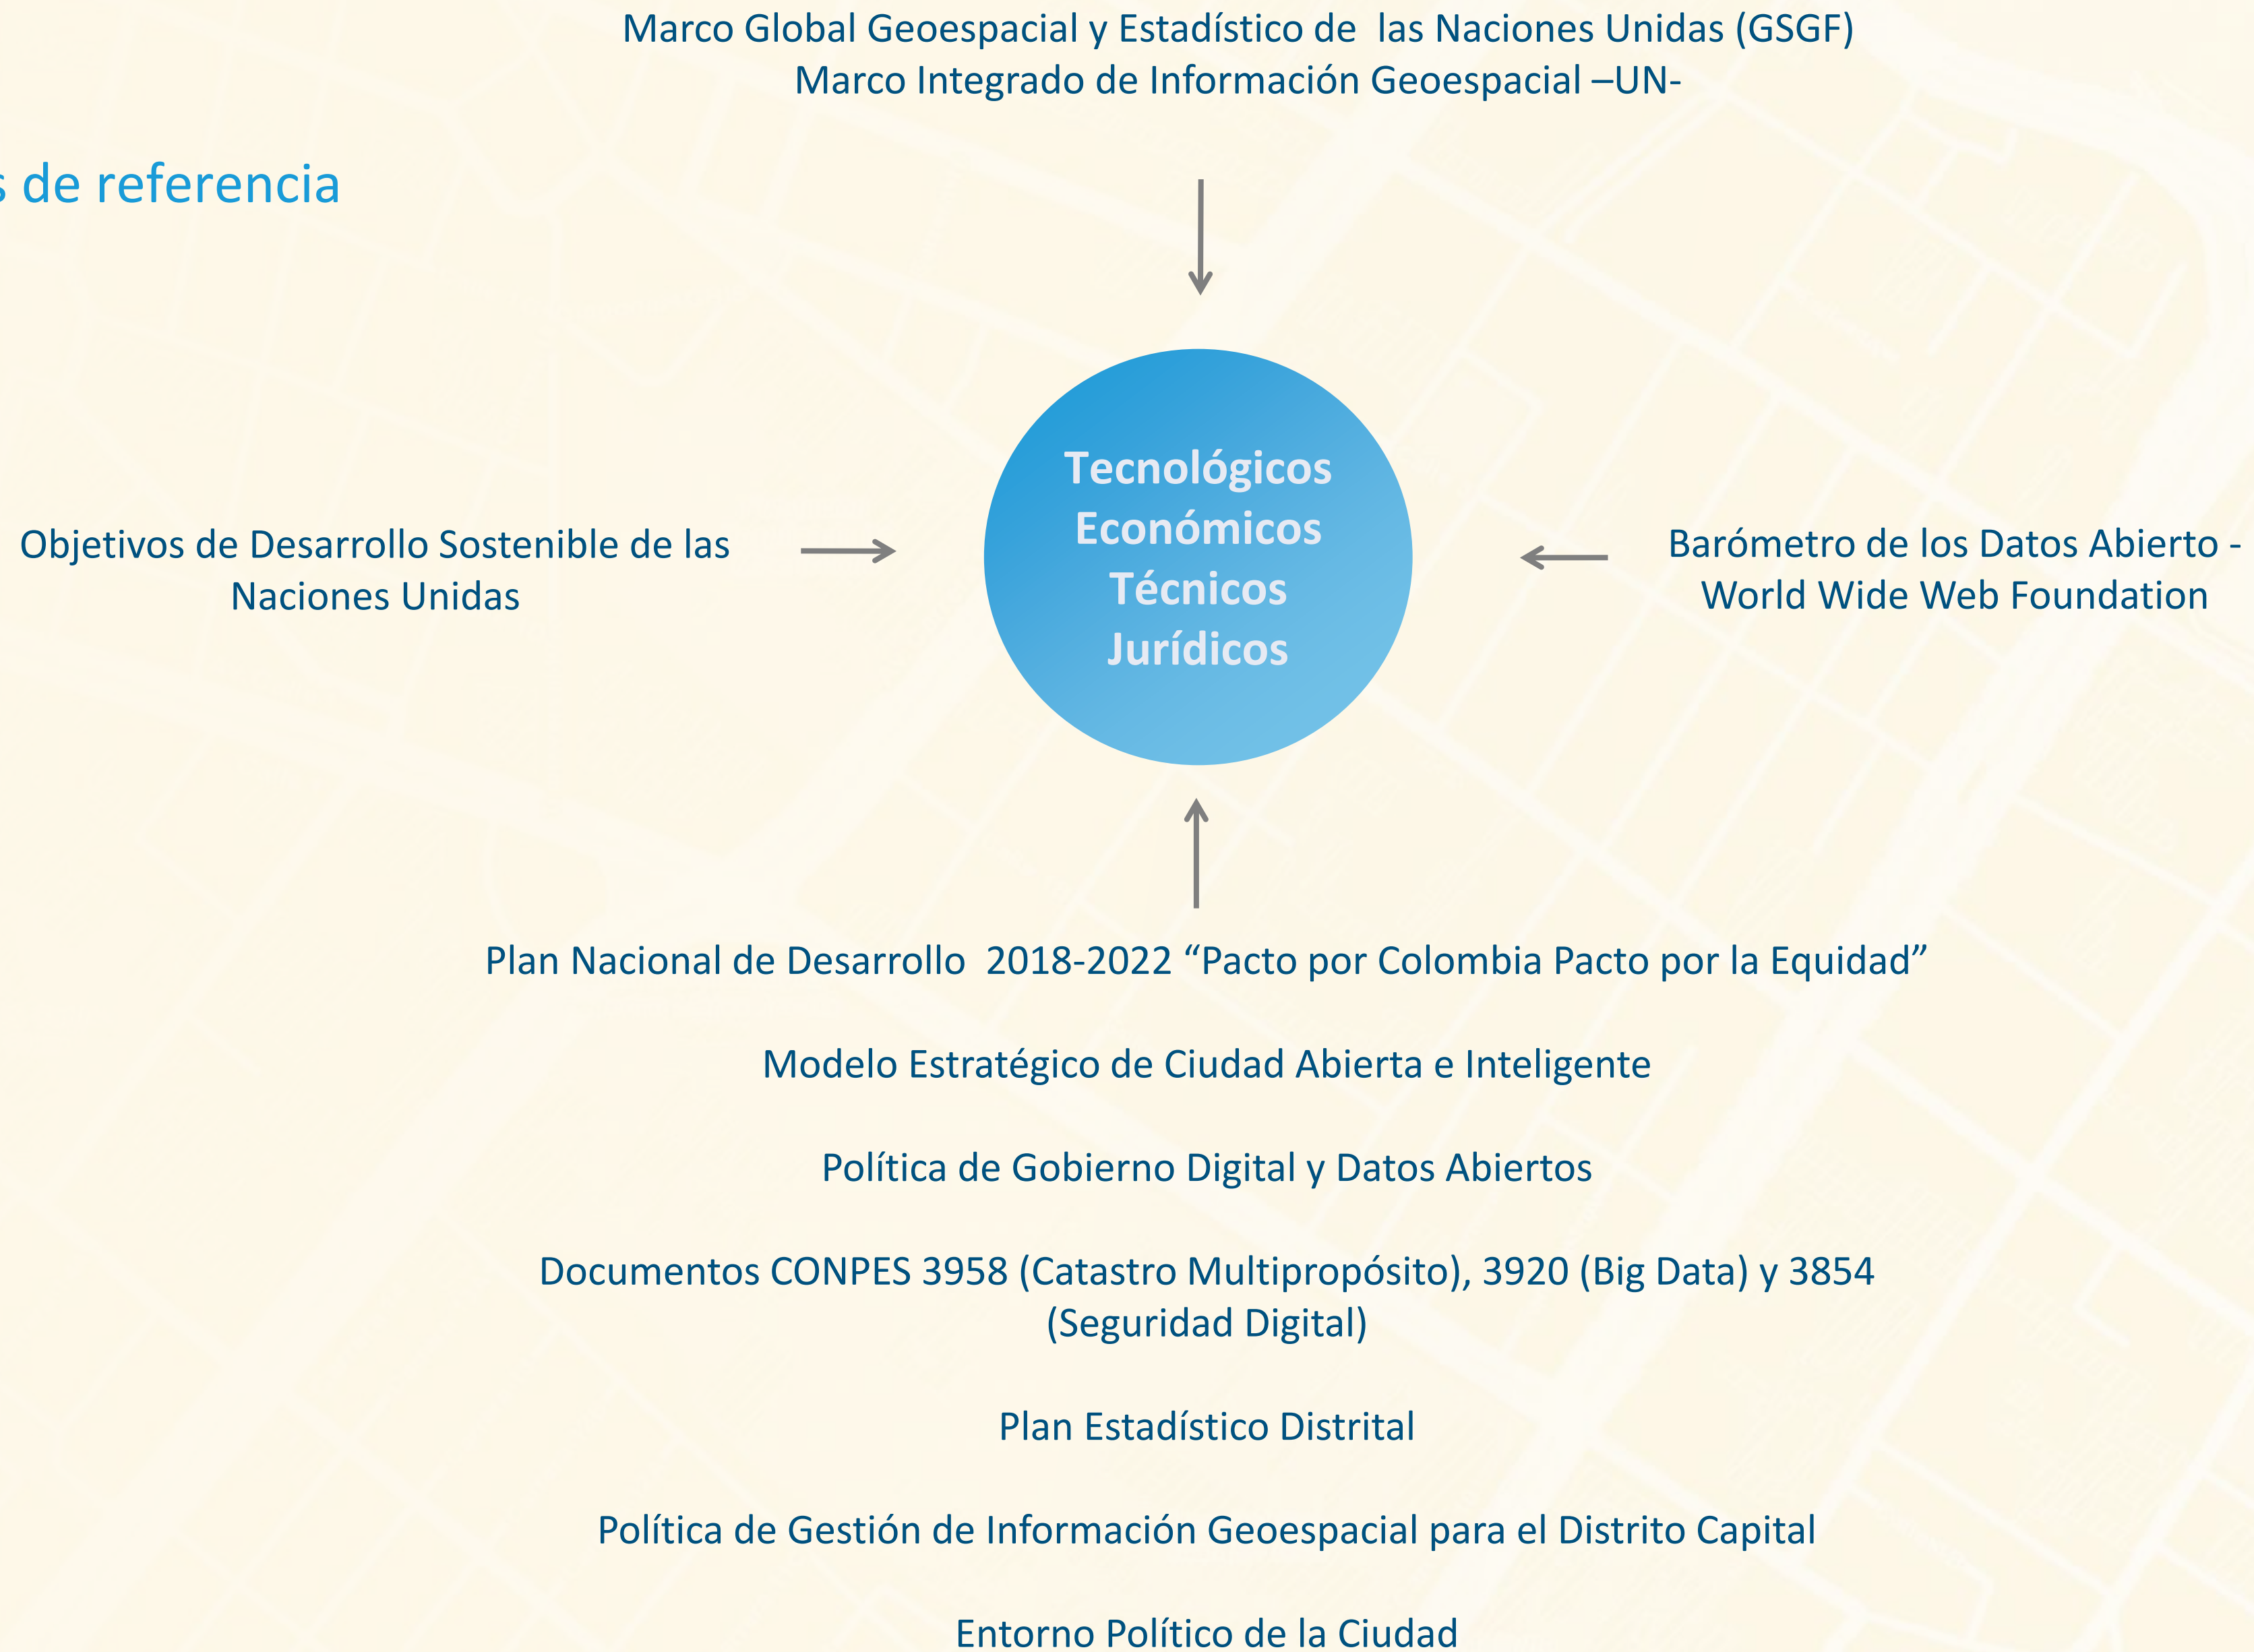 Marco Global Geoespacial y Estadístico de  las Naciones Unidas (GSGF)
Marco Integrado de Información Geoespacial –UN-
s de referencia
Tecnológicos
Económicos
Técnicos
Jurídicos
Objetivos de Desarrollo Sostenible de las
Naciones Unidas
Barómetro de los Datos Abierto -
World Wide Web Foundation
Plan Nacional de Desarrollo  2018-2022 “Pacto por Colombia Pacto por la Equidad”
Modelo Estratégico de Ciudad Abierta e Inteligente
Política de Gobierno Digital y Datos Abiertos
Documentos CONPES 3958 (Catastro Multipropósito), 3920 (Big Data) y 3854
(Seguridad Digital)
Plan Estadístico Distrital
Política de Gestión de Información Geoespacial para el Distrito Capital
Entorno Político de la Ciudad